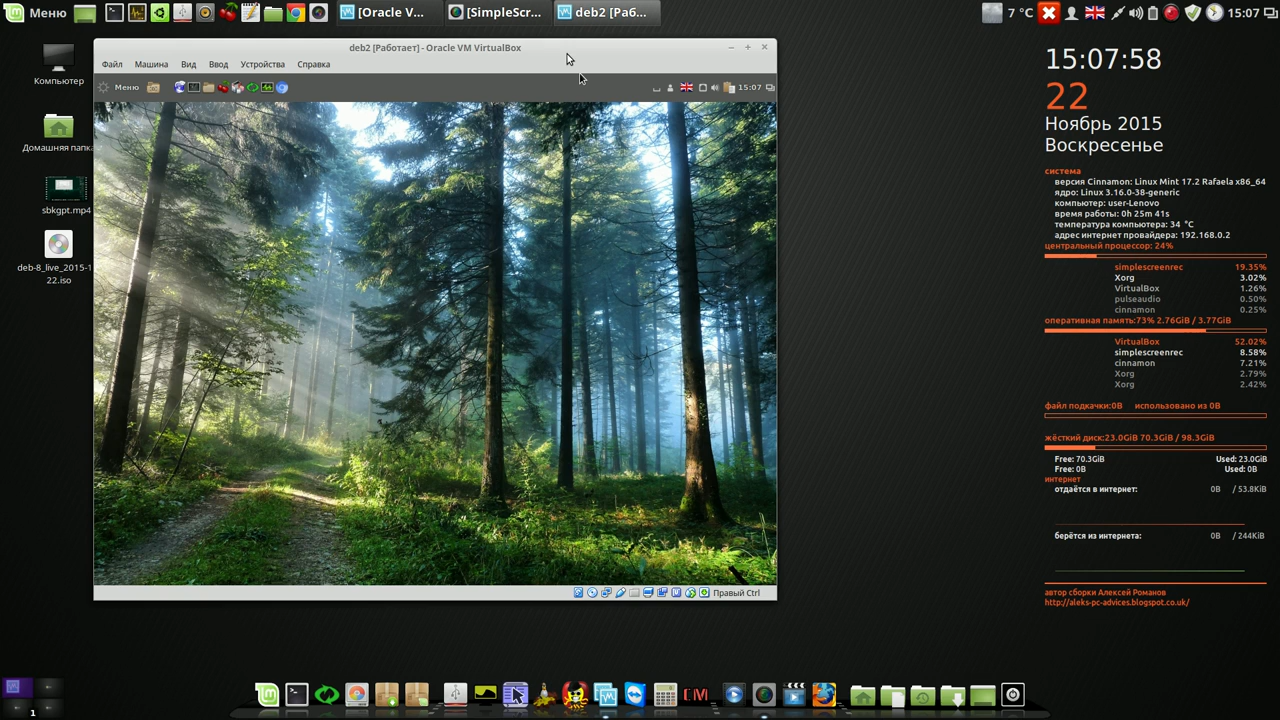 Меню
[Oracle V...
[SimpleScr...
deb2 [Раб...
7 °C
15:07
Компьютер
Домашняя папка
sbkgpt.mp4
deb-8_live_2015-1
22.iso
deb2 [Работает] - Oracle VM VirtualBox
Файл Машина Вид Ввод Устройства Справка
Меню
15:07
Правый Ctrl
15:07:58
22
Ноябрь 2015
Воскресенье
система
версия Cinnamon: Linux Mint 17.2 Rafaela x86_64
ядро: Linux 3.16.0-38-generic
компьютер: user-Lenovo
время работы: 0h 25m 41s
температура компьютера: 34 °C
адрес интернет провайдера: 192.168.0.2
центральный процессор: 24%
simplescreenrec 19.35%
Xorg 3.02%
VirtualBox 1.26%
pulseaudio 0.50%
cinnamon 0.25%
оперативная память:73% 2.76GiB / 3.77GiB
VirtualBox 52.02%
simplescreenrec 8.58%
cinnamon 7.21%
Xorg 2.79%
Xorg 2.42%
файл подкачки:0B использовано из 0B
жёсткий диск:23.0GiB 70.3GiB / 98.3GiB
Free: 70.3GiB Used: 23.0GiB
Free: 0B Used: 0B
интернет
отдаётся в интернет: 0B / 53.8KiB
берётся из интернета: 0B / 244KiB
автор сборки Алексей Романов
http://aleks-pc-advices.blogspot.co.uk/
1